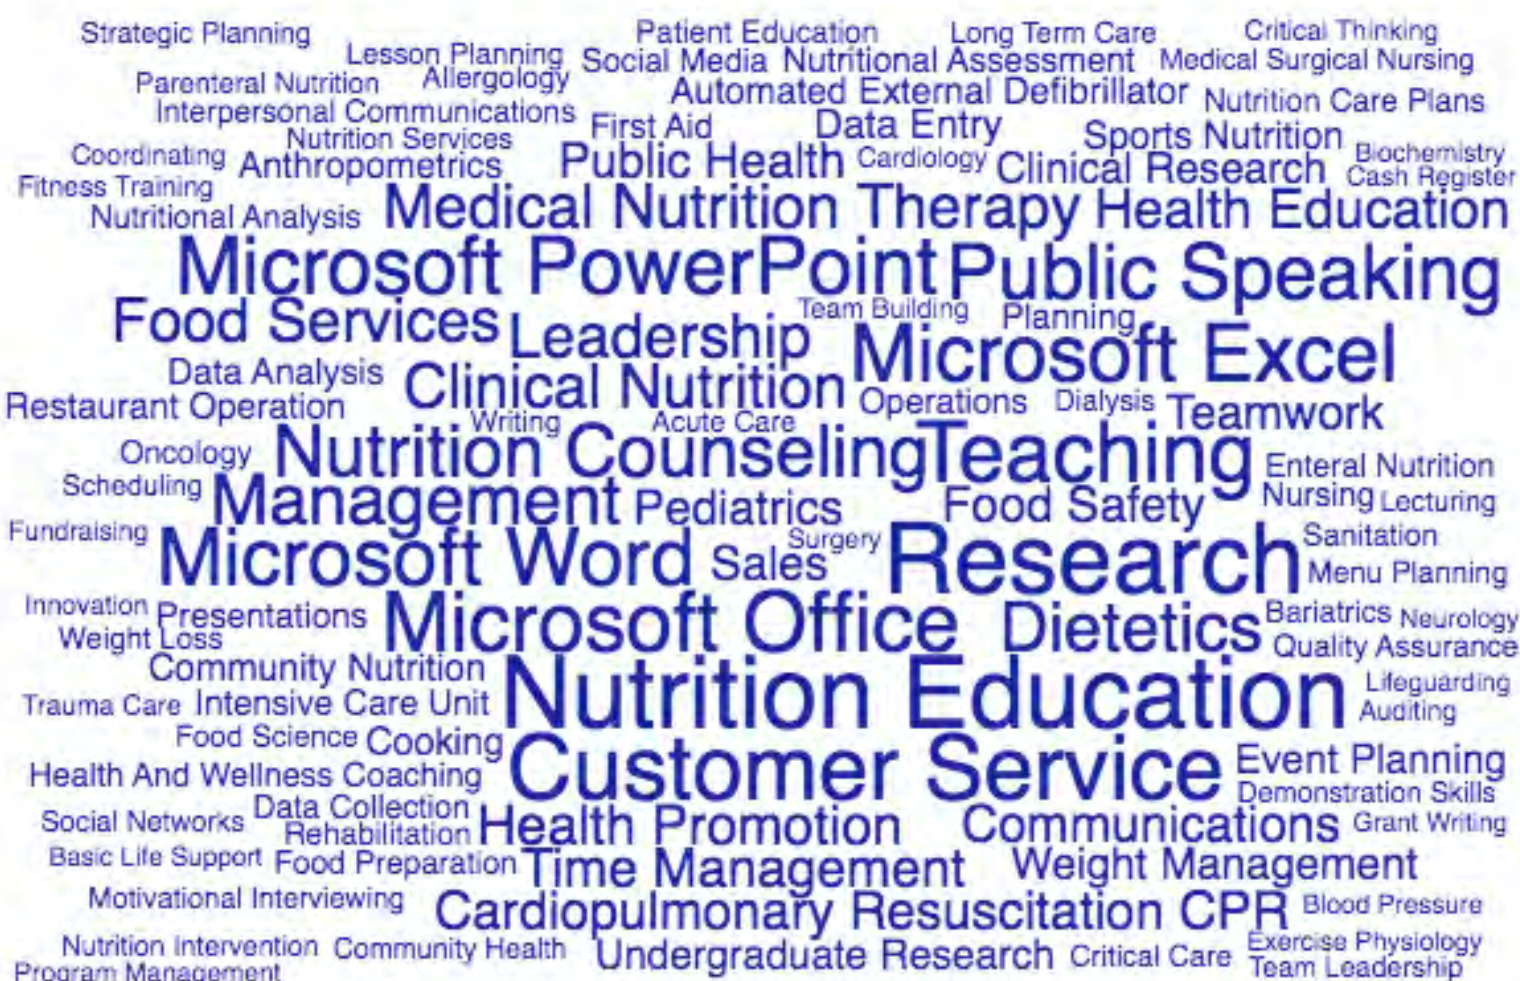 Strategic Planning
Patient Education
Long Term Care
Critical Thinking
Lesson Planning
Social Media
Nutritional Assessment
Medical Surgical Nursing
Parenteral Nutrition
Allergology
Automated External Defibrillator
Nutrition Care Plans
Interpersonal Communications
First Aid
Data Entry
Sports Nutrition
Nutrition Services
Coordinating
Anthropometrics
Public Health
Cardiology
Clinical Research
Biochemistry
Cash Register
Fitness Training
Nutritional Analysis
Medical Nutrition Therapy
Health Education
Microsoft PowerPoint
Public Speaking
Food Services
Leadership
Team Building
Planning
Microsoft Excel
Data Analysis
Clinical Nutrition
Operations
Dialysis
Teamwork
Restaurant Operation
Writing
Acute Care
Oncology
Nutrition Counseling
Teaching
Enteral Nutrition
Scheduling
Management
Pediatrics
Food Safety
Nursing
Lecturing
Fundraising
Microsoft Word
Sales
Surgery
Research
Sanitation
Menu Planning
Innovation
Presentations
Microsoft Office
Dietetics
Bariatrics
Neurology
Weight Loss
Quality Assurance
Community Nutrition
Nutrition Education
Lifeguarding
Trauma Care
Intensive Care Unit
Auditing
Food Science
Cooking
Customer Service
Event Planning
Health And Wellness Coaching
Demonstration Skills
Social Networks
Data Collection
Rehabilitation
Health Promotion
Communications
Grant Writing
Basic Life Support
Food Preparation
Time Management
Weight Management
Motivational Interviewing
Cardiopulmonary Resuscitation CPR
Blood Pressure
Nutrition Intervention
Community Health
Undergraduate Research
Critical Care
Exercise Physiology
Team Leadership
Program Management